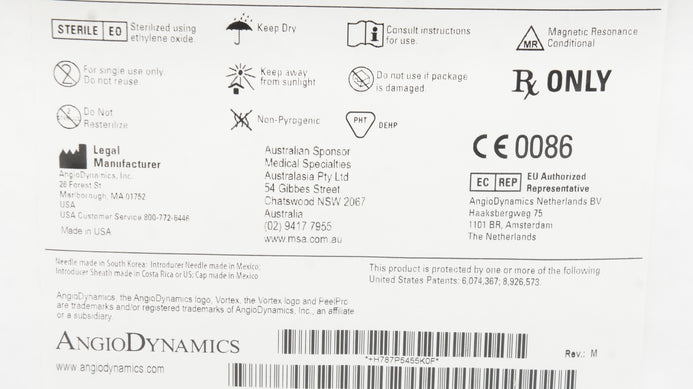 STERILE EO Sterilized using
ethylene oxide.
Keep Dry
Consult instructions
for use.
MR
Magnetic Resonance
Conditional
2
For single use only.
Do not reuse.
Keep away
from sunlight
Do not use if package
is damaged.
Rx ONLY
Do Not
Resterilize
Non-Pyrogenic
PHT
DEHP
CE 0086
Legal
Manufacturer
AngioDynamics, Inc.
26 Forest St
Marlborough, MA 01752
USA
USA Customer Service 800-772-6446
Made in USA
Australian Sponsor
Medical Specialties
Australasia Pty Ltd
54 Gibbes Street
Chatswood NSW 2067
Australia
(02) 9417 7955
www.msa.com.au
EC REP EU Authorized
Representative
AngioDynamics Netherlands BV
Haaksbergweg 75
1101 BR, Amsterdam
The Netherlands
Needle made in South Korea: Introducer Needle made in Mexico;
Introducer Sheath made in Costa Rica or US; Cap made in Mexico
This product is protected by one or more of the following
United States Patents: 6,074,367; 8,926,573.
AngioDynamics, the AngioDynamics logo, Vortex, the Vortex logo and PeelPro
are trademarks and/or registered trademarks of AngioDynamics, Inc., an affiliate
or a subsidiary.
ANGIODYNAMICS
www.angiodynamics.com
*+H787P5455K0F*
Rev.: M